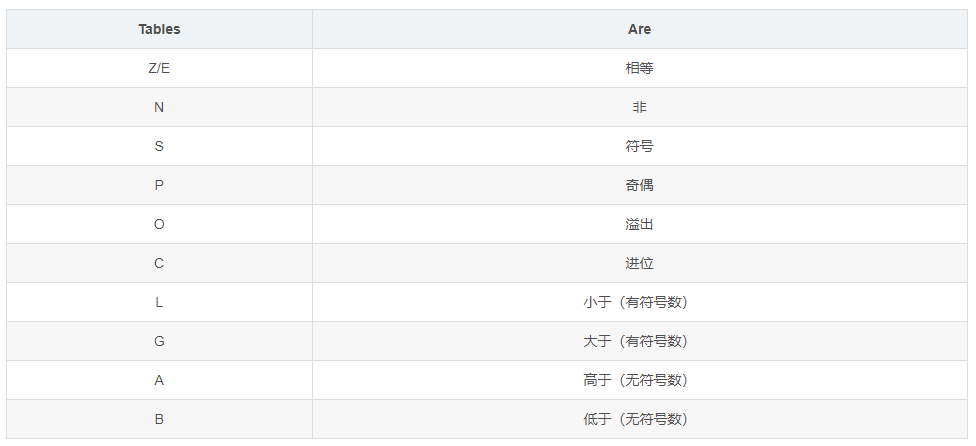 Tables Are
Z/E 相等
N 非
S 符号
P 奇偶
O 溢出
C 进位
L 小于（有符号数）
G 大于（有符号数）
A 高于（无符号数）
B 低于（无符号数）